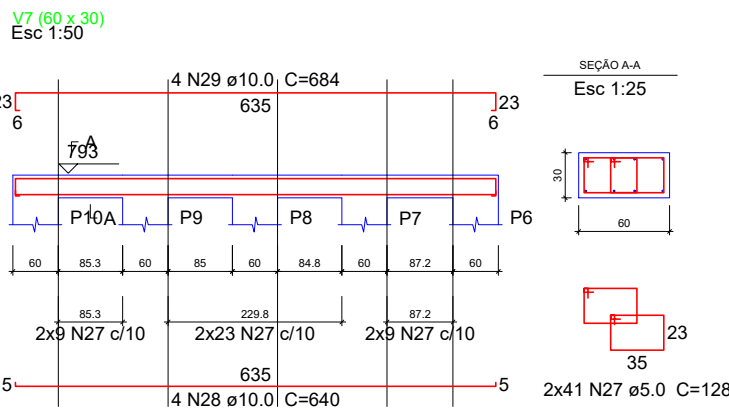 V7 (60 x 30)
Esc 1:50
4 N29 ø10.0 C=684
23 635 23
6 6
A
793
P10 A P9 P8 P7 P6
60 85.3 60 85 60 84.8 60 87.2 60
85.3 229.8 87.2
2x9 N27 c/10 2x23 N27 c/10 2x9 N27 c/10
5 635 5
4 N28 ø10.0 C=640
SEÇÃO A-A
Esc 1:25
30
60
23
35
2x41 N27 ø5.0 C=128